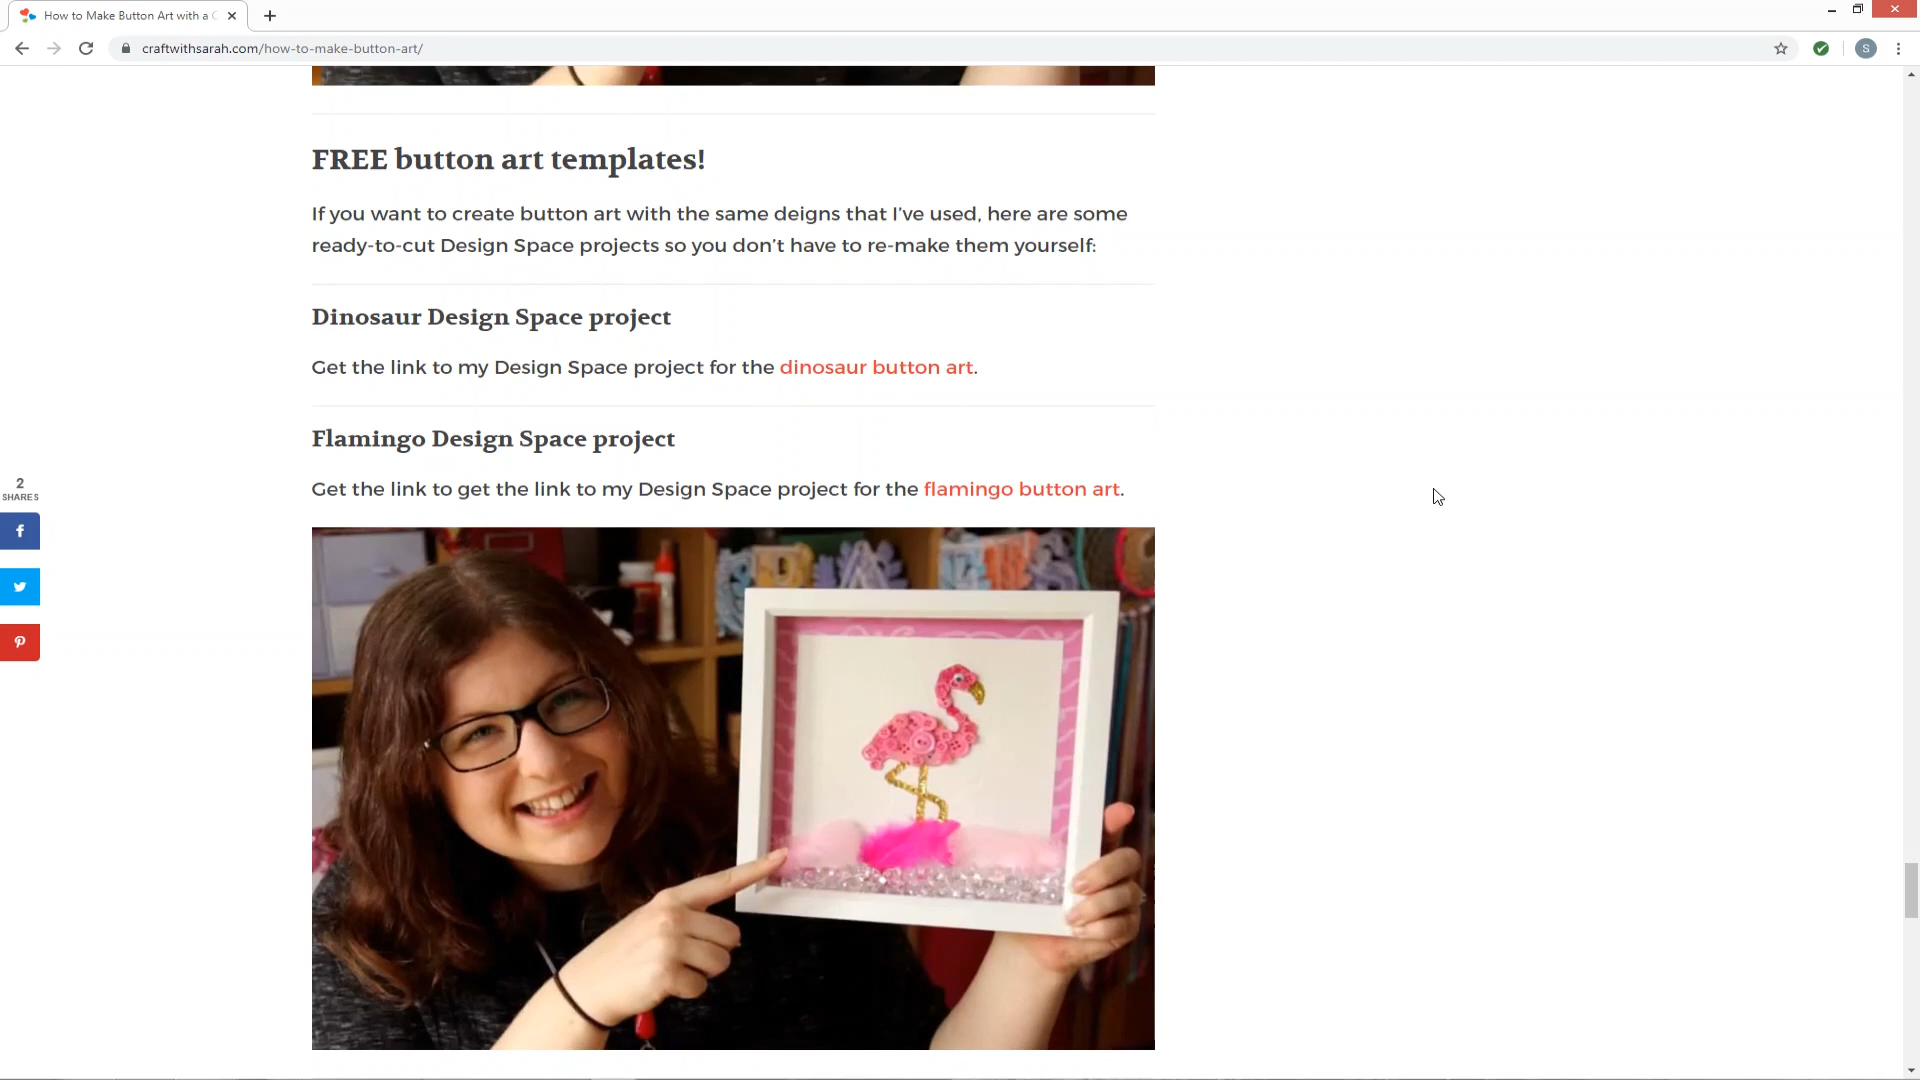 How to Make Button Art with a C
craftwithsarah.com/how-to-make-button-art/
S
FREE button art templates!
If you want to create button art with the same deigns that I’ve used, here are some
ready-to-cut Design Space projects so you don’t have to re-make them yourself:
Dinosaur Design Space project
Get the link to my Design Space project for the dinosaur button art.
Flamingo Design Space project
2
SHARES
Get the link to get the link to my Design Space project for the flamingo button art.